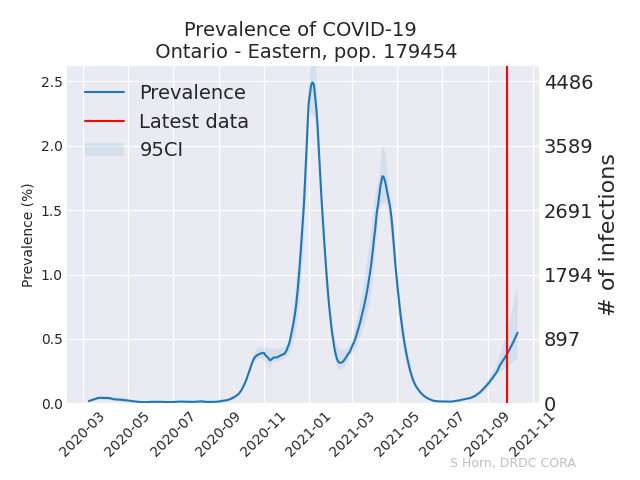 Prevalence of COVID-19
Ontario - Eastern, pop. 179454
Prevalence
Latest data
95CI
Prevalence (%)
2.5
2.0
1.5
1.0
0.5
0.0
4486
3589
2691
1794
897
0
# of infections
2020-03
2020-05
2020-07
2020-09
2020-11
2021-01
2021-03
2021-05
2021-07
2021-09
2021-11
S Horn, DRDC CORA